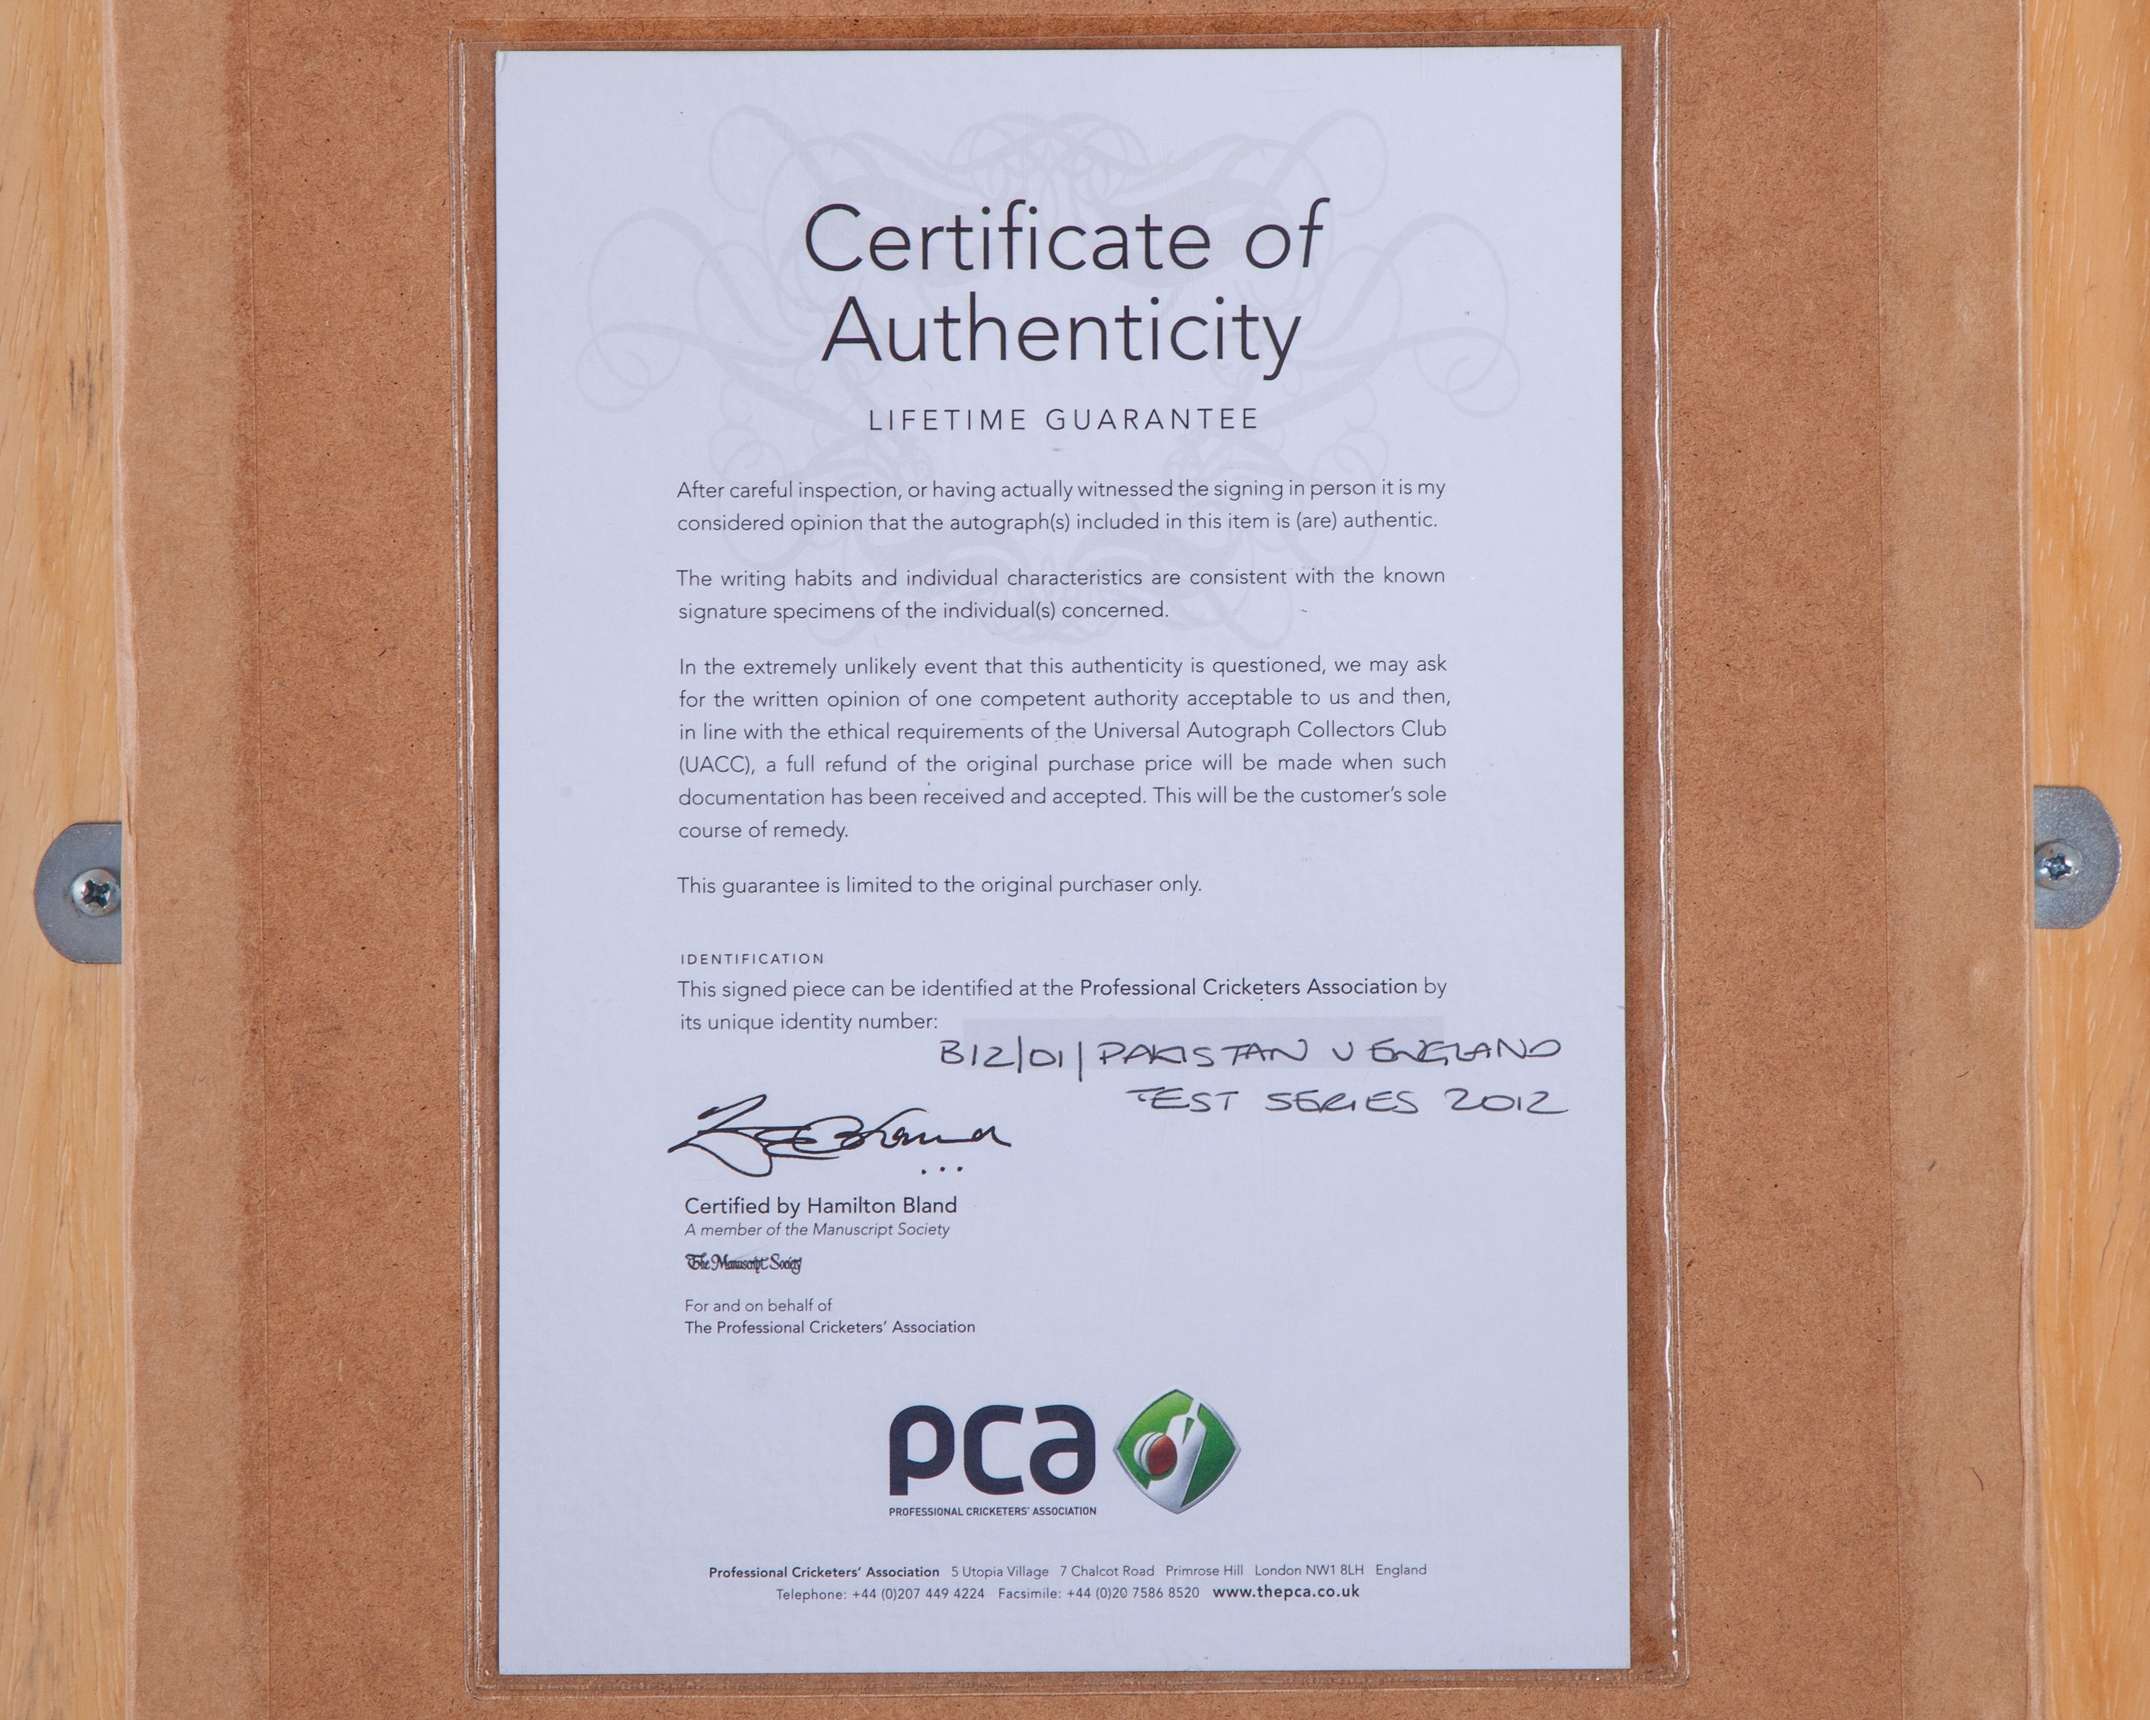 Certificate of
Authenticity
LIFETIME GUARANTEE
After careful inspection, or having actually witnessed the signing in person it is my
considered opinion that the autograph(s) included in this item is (are) authentic.
The writing habits and individual characteristics are consistent with the known
signature specimens of the individual(s) concerned.
In the extremely unlikely event that this authenticity is questioned, we may ask
for the written opinion of one competent authority acceptable to us and then,
in line with the ethical requirements of the Universal Autograph Collectors Club
(UACC), a full refund of the original purchase price will be made when such
documentation has been received and accepted. This will be the customer's sole
course of remedy.
This guarantee is limited to the original purchaser only.
IDENTIFICATION
This signed piece can be identified at the Professional Cricketers Association by
its unique identity number:
B12/01/PAKISTAN V ENGLAND
TEST SERIES 2012
Bland
Certified by Hamilton Bland
A member of the Manuscript Society
The Manuscript Society
For and on behalf of
The Professional Cricketers' Association
pca
PROFESSIONAL CRICKETERS' ASSOCIATION
Professional Cricketers' Association 5 Utopia Village 7 Chalcot Road Primrose Hill London NW1 8LH England
Telephone: +44 (0)207 449 4224 Facsimile: +44 (0)20 7586 8520 www.thepca.co.uk